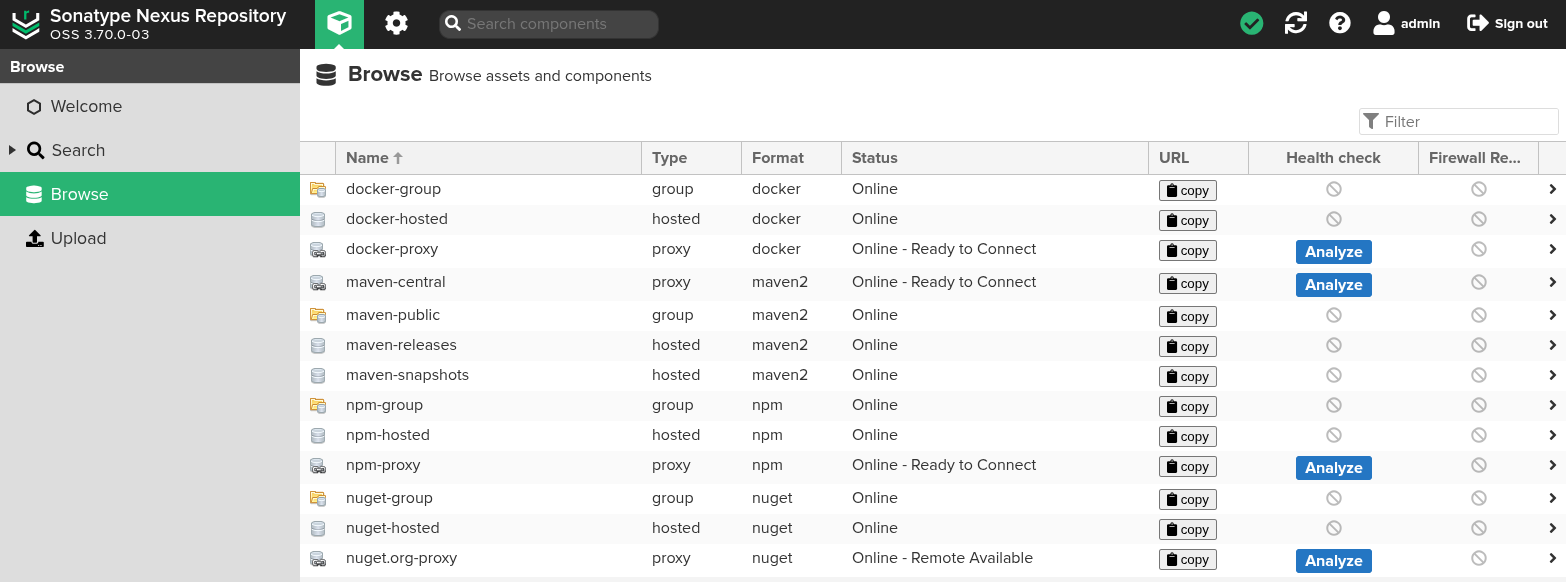 Sonatype Nexus Repository
OSS 3.70.0-03
Search components
admin
Sign out
Browse
Welcome
Search
Browse
Upload
Browse Browse assets and components
Filter
Name Type Format Status URL Health check Firewall Re...
docker-group group docker Online copy
docker-hosted hosted docker Online copy
docker-proxy proxy docker Online - Ready to Connect copy Analyze
maven-central proxy maven2 Online - Ready to Connect copy Analyze
maven-public group maven2 Online copy
maven-releases hosted maven2 Online copy
maven-snapshots hosted maven2 Online copy
npm-group group npm Online copy
npm-hosted hosted npm Online copy
npm-proxy proxy npm Online - Ready to Connect copy Analyze
nuget-group group nuget Online copy
nuget-hosted hosted nuget Online copy
nuget.org-proxy proxy nuget Online - Remote Available copy Analyze